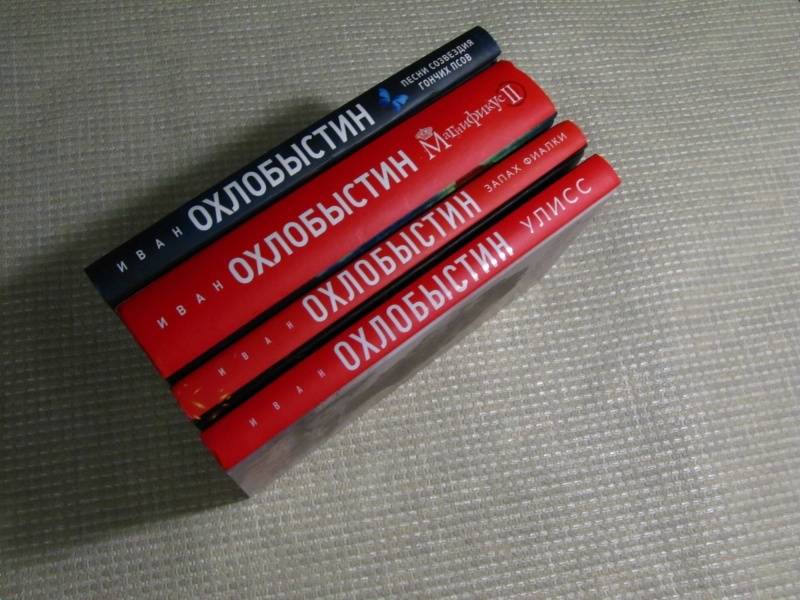 ИВАН ОХЛОБЫСТИН ПЕСНИ СОЗВЕЗДИЯ
ГОНЧИХ ПСОВ
ИВАН ОХЛОБЫСТИН Магнификус II
ИВАН ОХЛОБЫСТИН ЗАПАХ ФИАЛКИ
ИВАН ОХЛОБЫСТИН УЛИСС